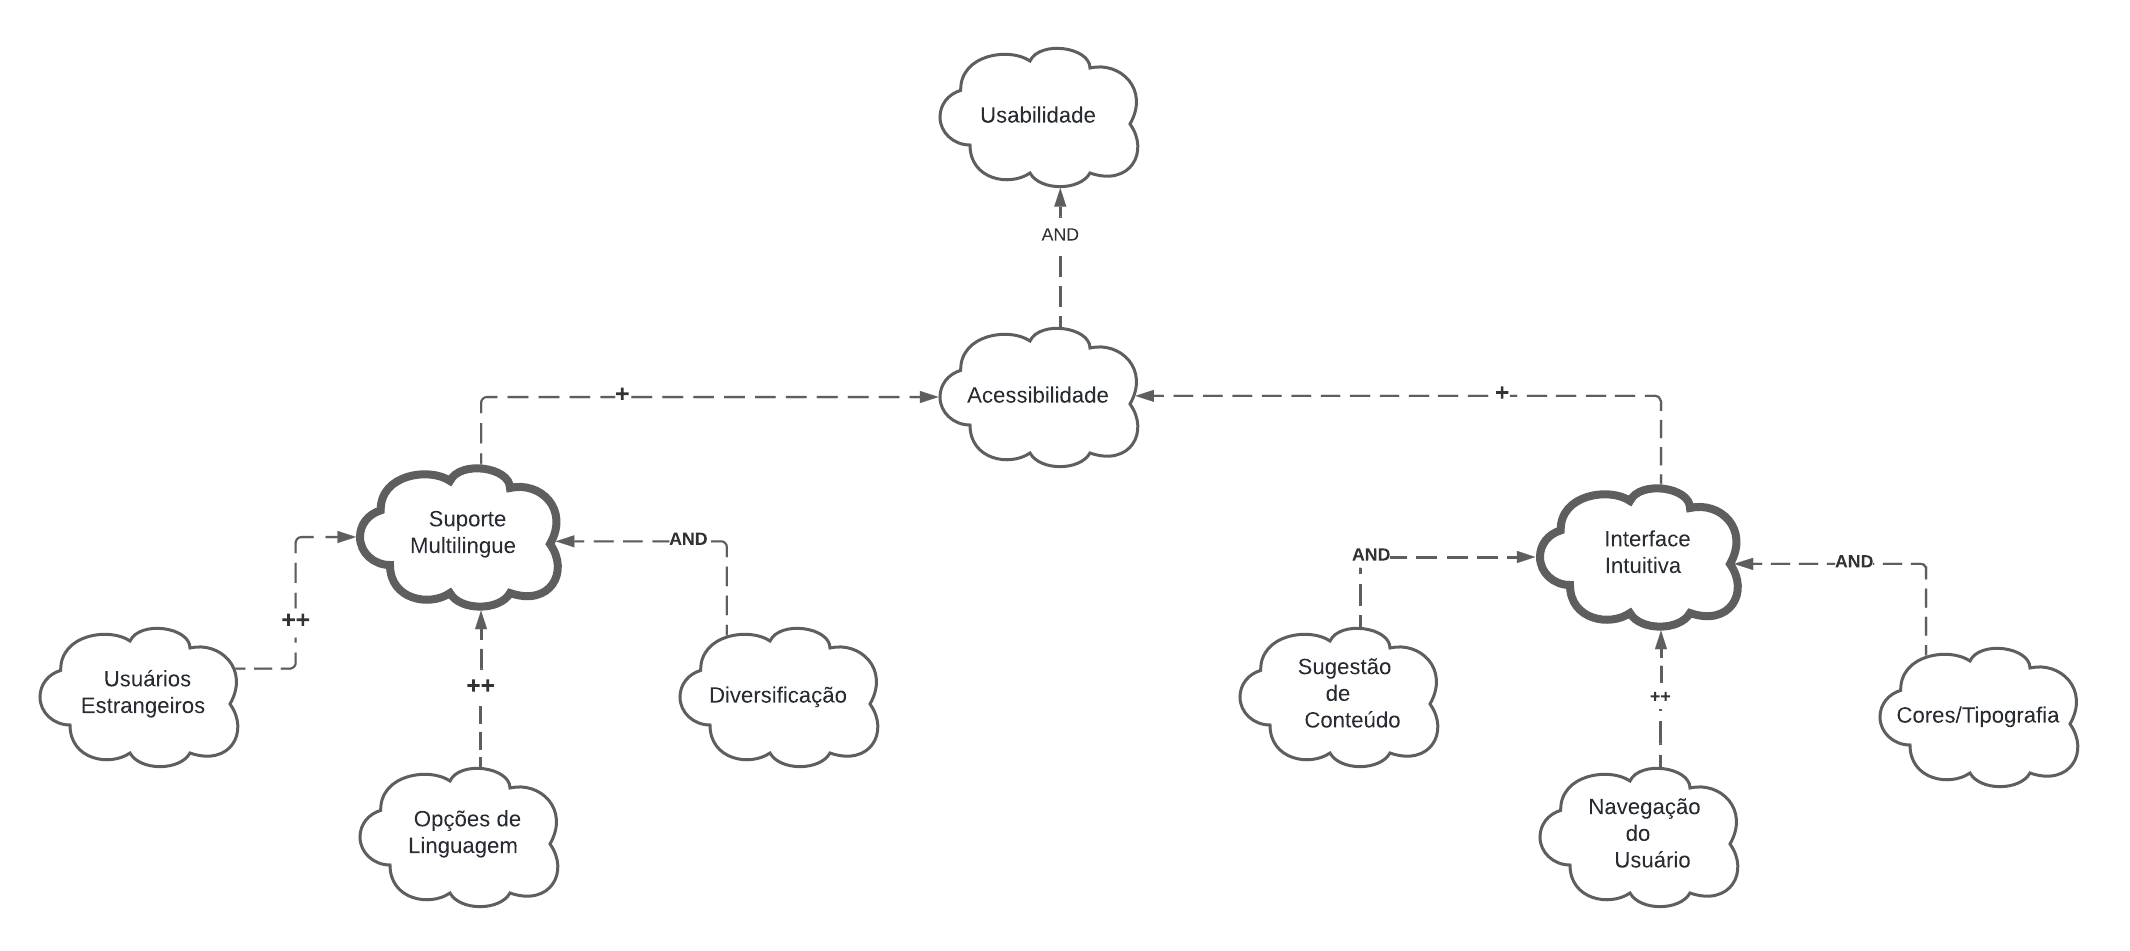 Usabilidade
AND
Acessibilidade
+
+
Suporte
Multilingue
AND
++
Usuários
Estrangeiros
++
Diversificação
Opções de
Linguagem
Interface
Intuitiva
AND
AND
Sugestão
de
Conteúdo
++
Cores/Tipografia
Navegação
do
Usuário